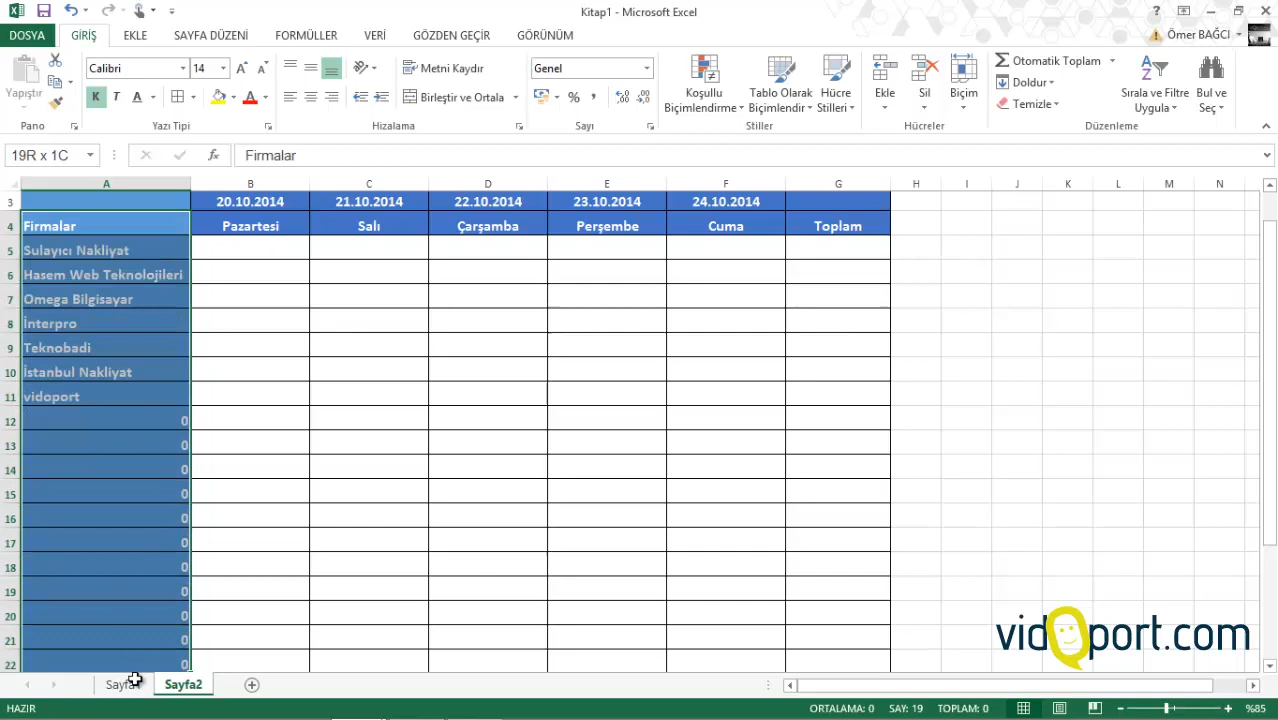 Kitap1 - Microsoft Excel
DOSYA GİRİŞ EKLE SAYFA DÜZENİ FORMÜLLER VERİ GÖZDEN GEÇİR GÖRÜNÜM Ömer BAĞCI
Yapıştır
Calibri 14
K T A
Metni Kaydır
Birleştir ve Ortala
Genel
Koşullu Biçimlendirme
Tablo Olarak Biçimlendir
Hücre Stilleri
Ekle
Sil
Biçim
Otomatik Toplam
Doldur
Temizle
Sırala ve Filtre Uygula
Bul ve Seç
Pano Yazı Tipi Hizalama Sayı Stiller Hücreler Düzenleme
19R x 1C fx Firmalar
A B C D E F G H I J K L M N
3 20.10.2014 21.10.2014 22.10.2014 23.10.2014 24.10.2014
4 Firmalar Pazartesi Salı Çarşamba Perşembe Cuma Toplam
5 Sulayıcı Nakliyat
6 Hasem Web Teknolojileri
7 Omega Bilgisayar
8 İnterpro
9 Teknobadi
10 İstanbul Nakliyat
11 vidoport
12 0
13 0
14 0
15 0
16 0
17 0
18 0
19 0
20 0
21 0
22 0
vidoport.com
Sayfa1 Sayfa2
HAZIR ORTALAMA: 0 SAY: 19 TOPLAM: 0 %85